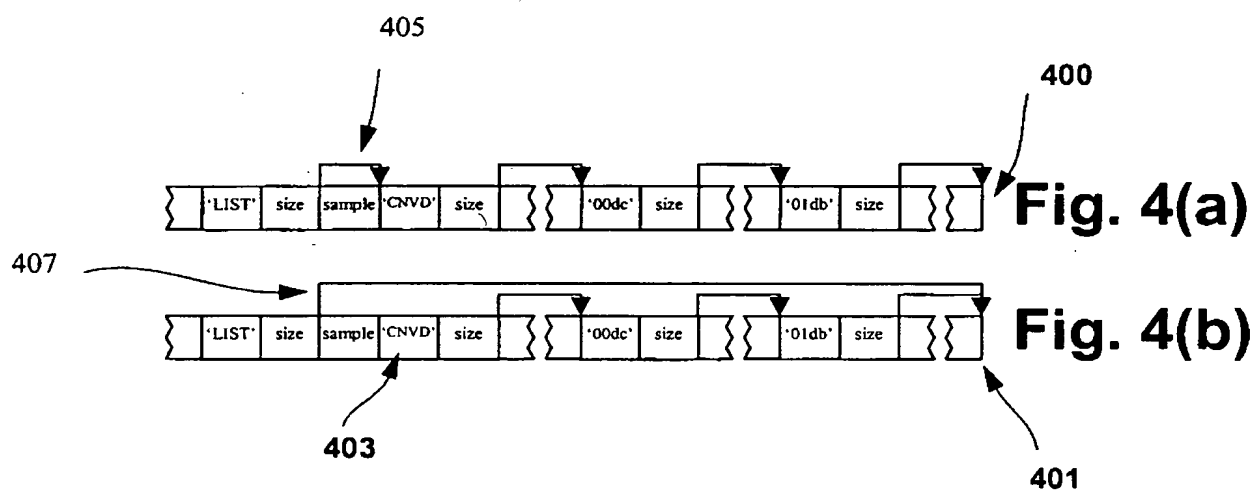 405
400
‘LIST’ size sample ‘CNVD’ size ‘00dc’ size ‘01db’ size
Fig. 4(a)
407
‘LIST’ size sample ‘CNVD’ size ‘00dc’ size ‘01db’ size
Fig. 4(b)
403
401